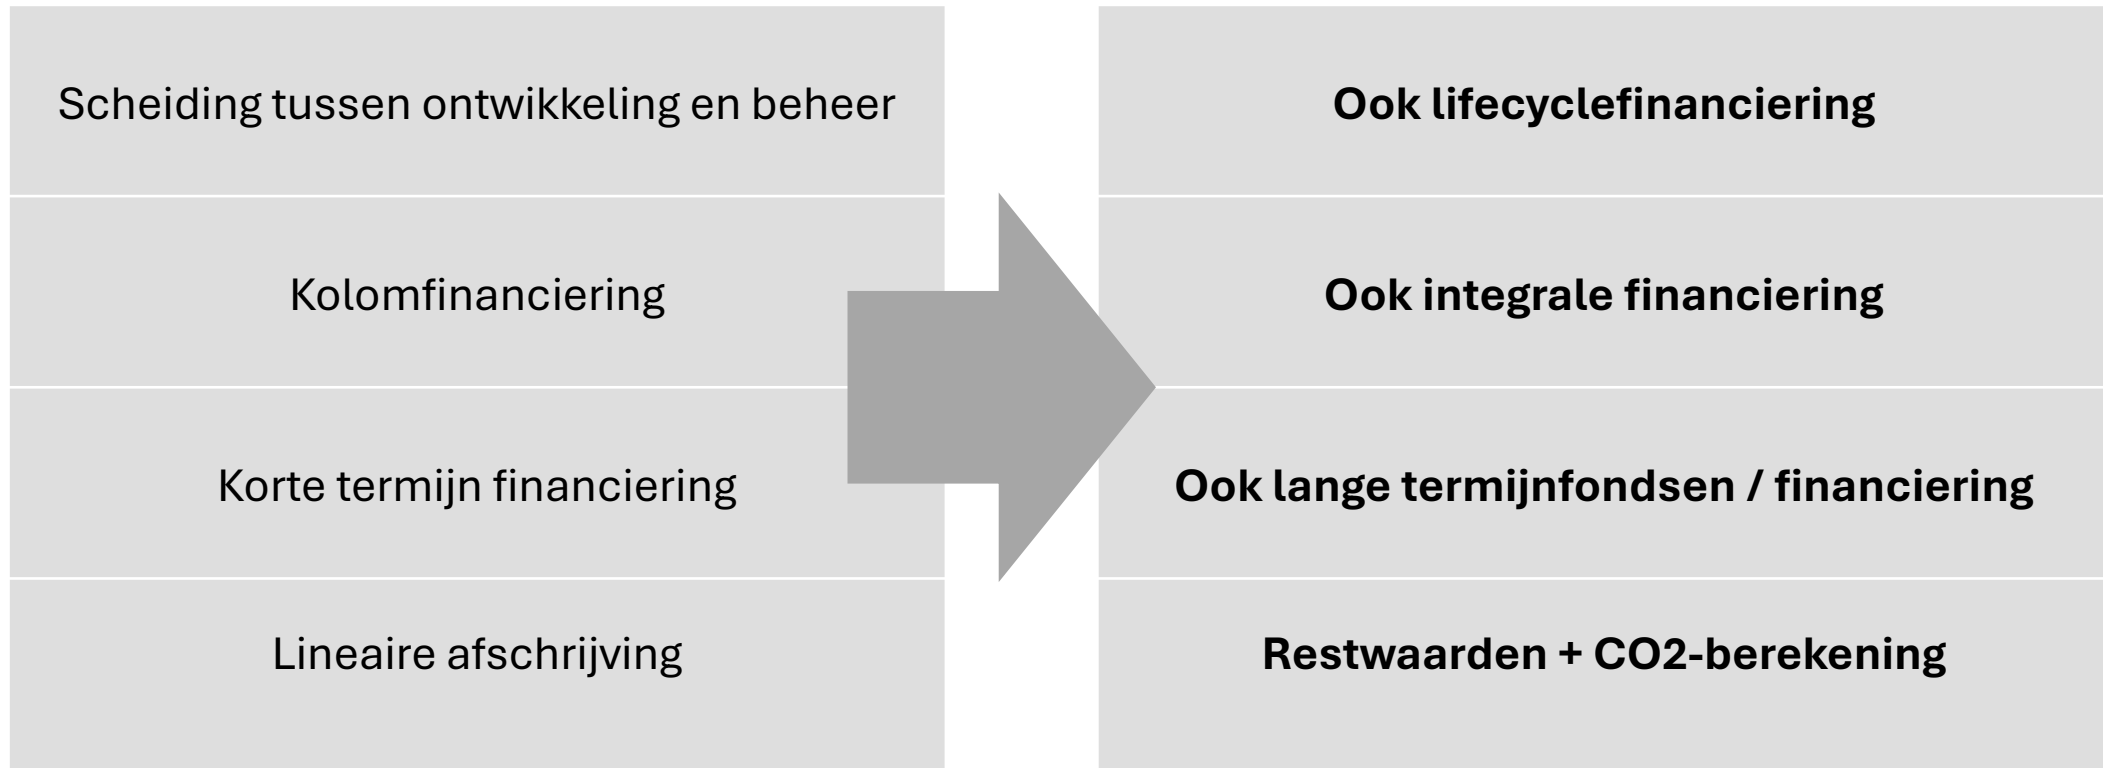 Scheiding tussen ontwikkeling en beheer
Ook lifecyclefinanciering
Kolomfinanciering
Ook integrale financiering
Korte termijn financiering
Ook lange termijnfondsen / financiering
Lineaire afschrijving
Restwaarden + CO2-berekening